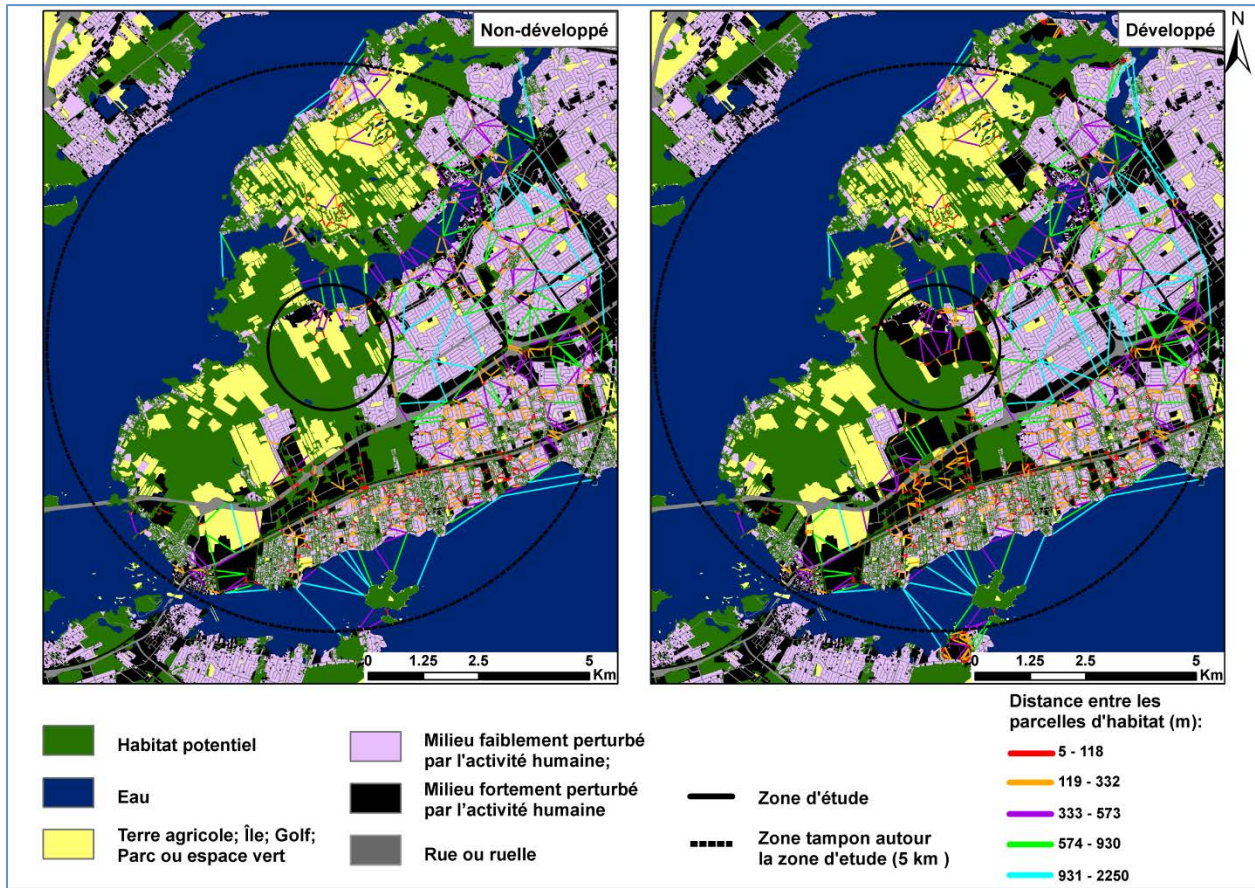 Non-développé
Développé
N
0 1.25 2.5 5
Km
0 1.25 2.5 5
Km
Habitat potentiel
Eau
Terre agricole; Île; Golf;
Parc ou espace vert
Milieu faiblement perturbé
par l'activité humaine;
Milieu fortement perturbé
par l'activité humaine
Rue ou ruelle
Zone d'étude
Zone tampon autour
la zone d'etude (5 km )
Distance entre les
parcelles d'habitat (m):
5 - 118
119 - 332
333 - 573
574 - 930
931 - 2250